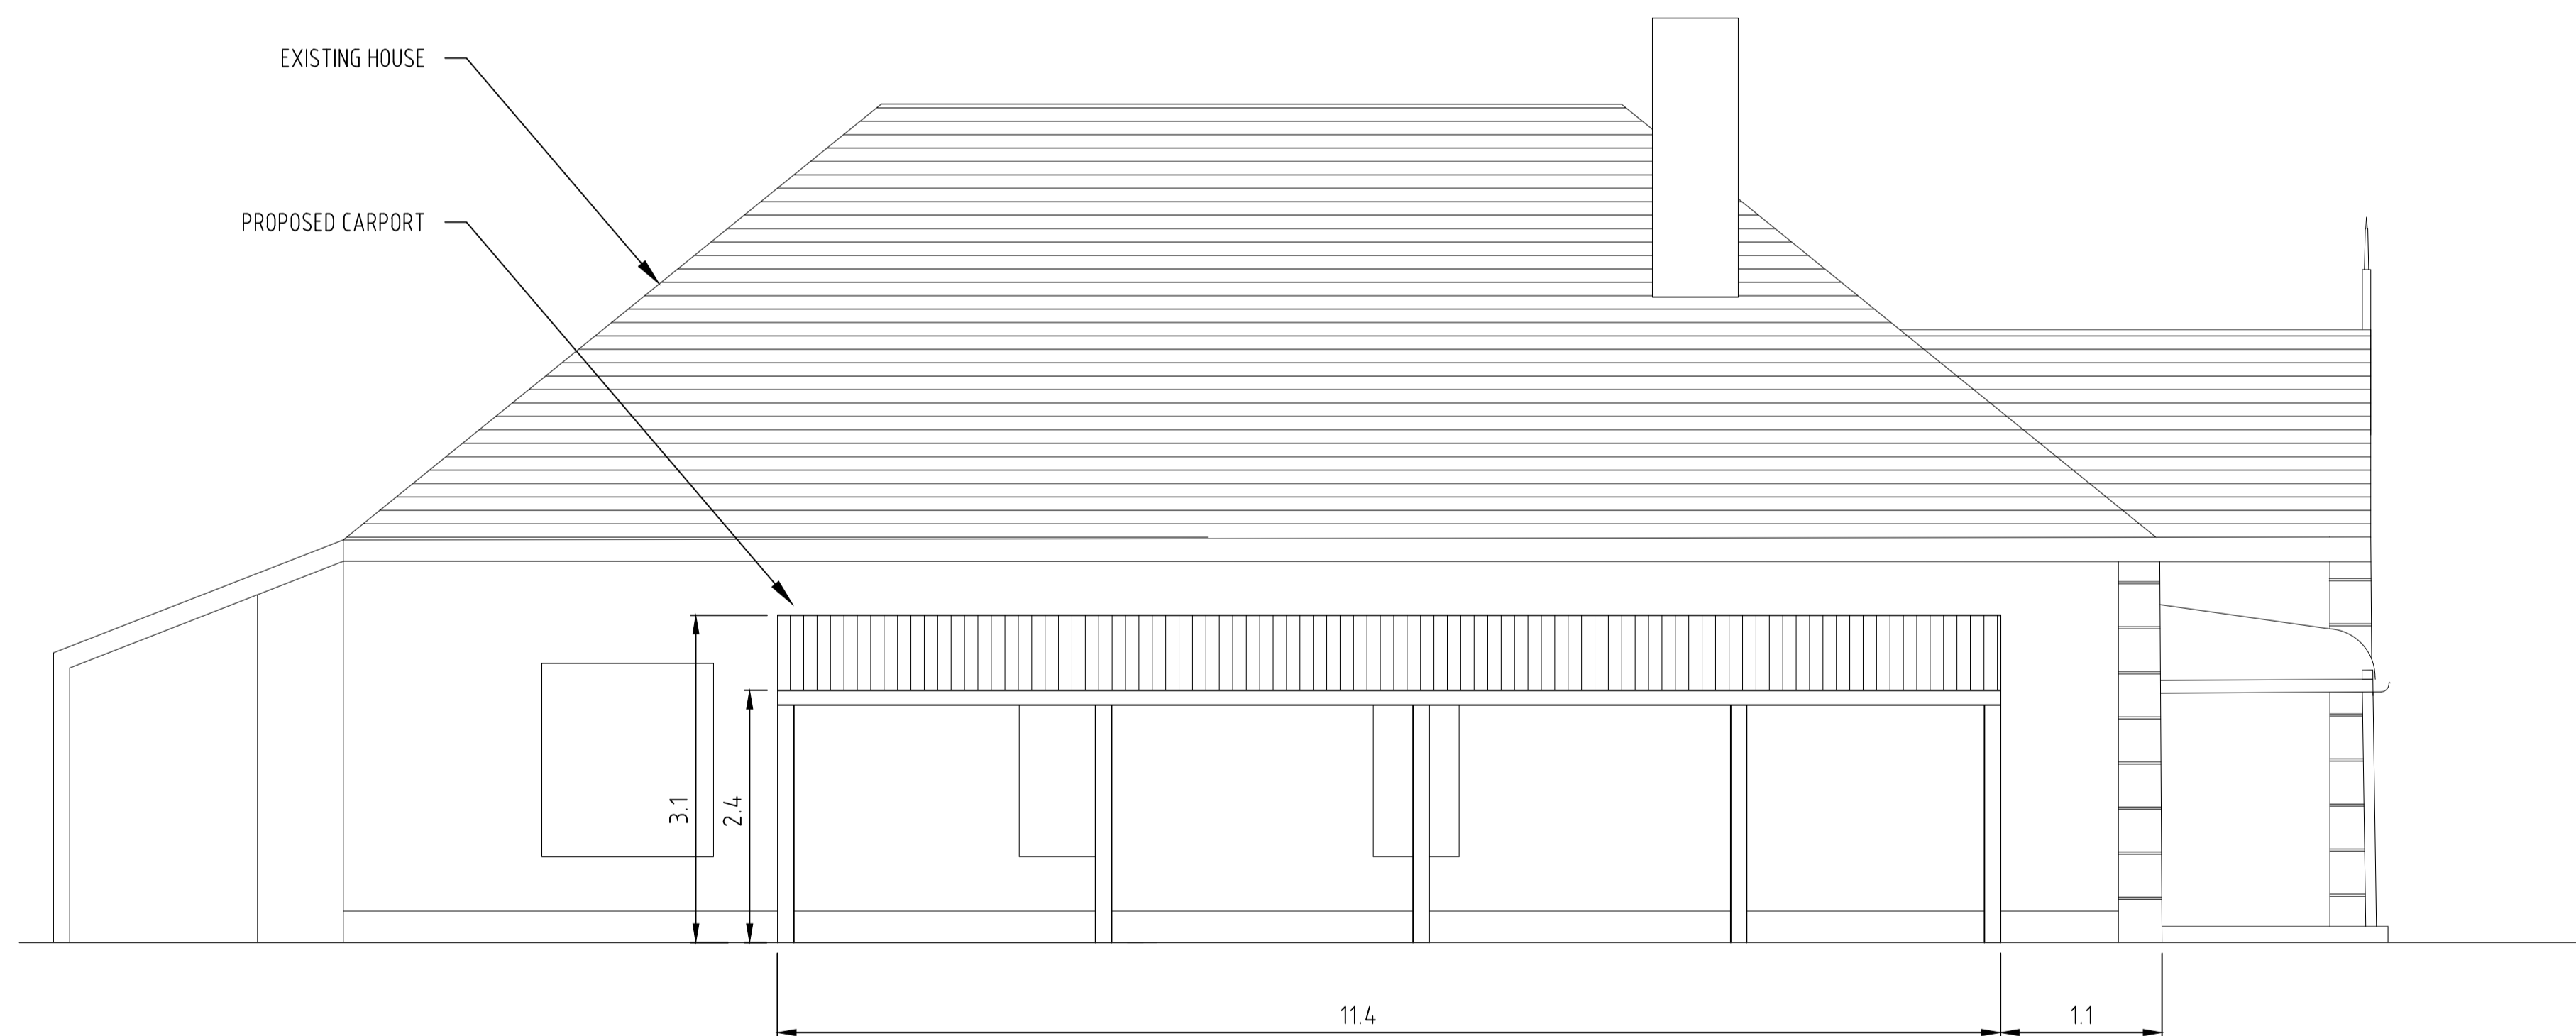 EXISTING HOUSE
PROPOSED CARPORT
3.1
2.4
11.4
1.1